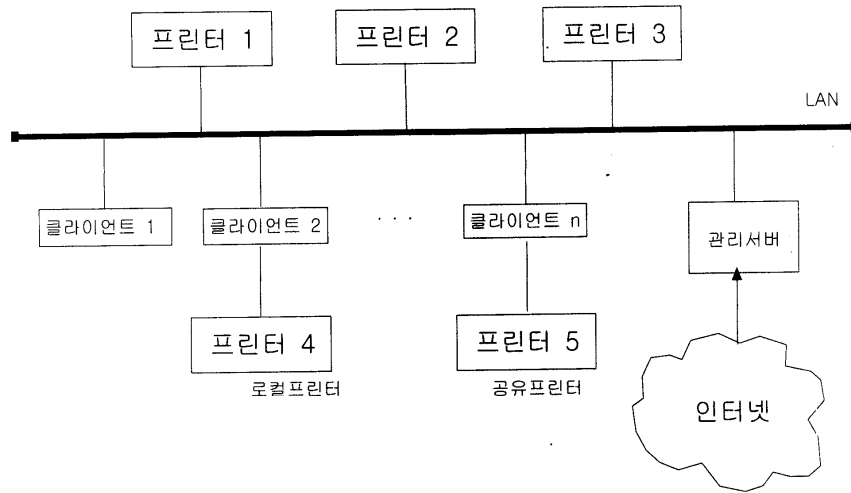 프린터 1
프린터 2
프린터 3
LAN
클라이언트 1
클라이언트 2
· · ·
클라이언트 n
관리서버
프린터 4
프린터 5
로컬프린터
공유프린터
인터넷